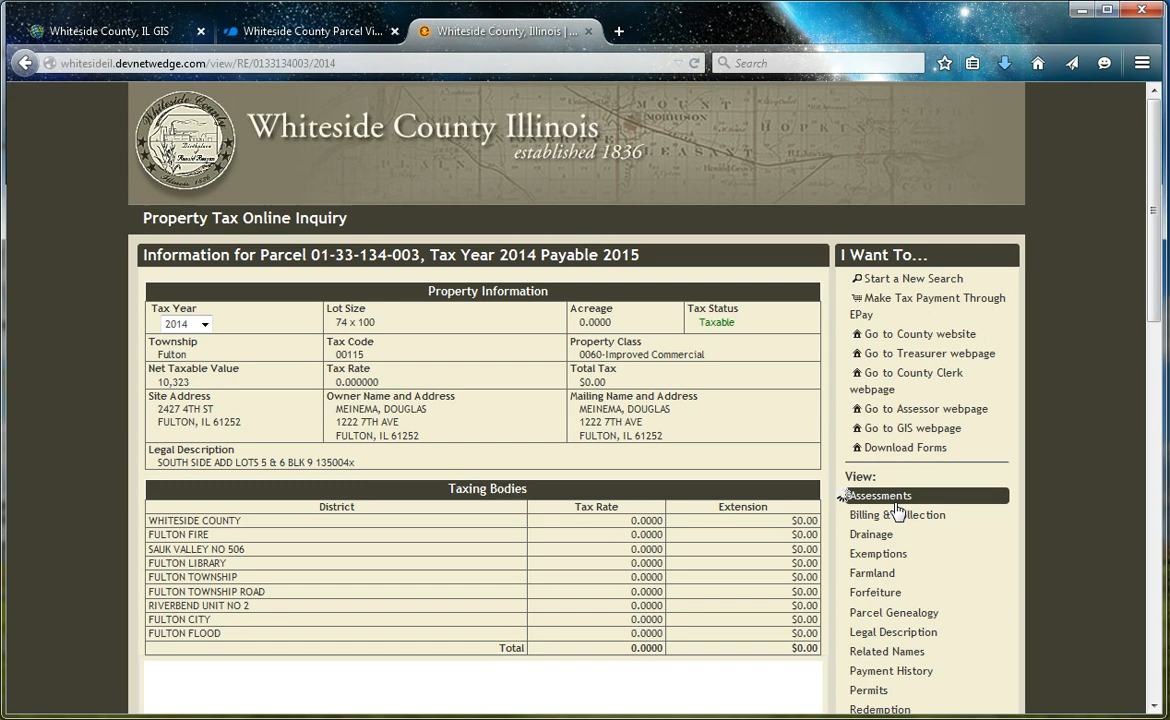 Whiteside County, IL GIS
Whiteside County Parcel Vi...
Whiteside County, Illinois | ...
whitesideil.devnetwedge.com/view/RE/0133134003/2014
Search
Whiteside County Illinois
established 1836
Property Tax Online Inquiry
Information for Parcel 01-33-134-003, Tax Year 2014 Payable 2015
Property Information
Tax Year Lot Size Acreage Tax Status
2014 74 x 100 0.0000 Taxable
Township Tax Code Property Class
Fulton 00115 0060-Improved Commercial
Net Taxable Value Tax Rate Total Tax
10,323 0.000000 $0.00
Site Address Owner Name and Address Mailing Name and Address
2427 4TH ST MEINEMA, DOUGLAS MEINEMA, DOUGLAS
FULTON, IL 61252 1222 7TH AVE 1222 7TH AVE
FULTON, IL 61252 FULTON, IL 61252
Legal Description
SOUTH SIDE ADD LOTS 5 & 6 BLK 9 135004x
Taxing Bodies
District Tax Rate Extension
WHITESIDE COUNTY 0.0000 $0.00
FULTON FIRE 0.0000 $0.00
SAUK VALLEY NO 506 0.0000 $0.00
FULTON LIBRARY 0.0000 $0.00
FULTON TOWNSHIP 0.0000 $0.00
FULTON TOWNSHIP ROAD 0.0000 $0.00
RIVERBEND UNIT NO 2 0.0000 $0.00
FULTON CITY 0.0000 $0.00
FULTON FLOOD 0.0000 $0.00
Total 0.0000 $0.00
I Want To...
Start a New Search
Make Tax Payment Through
EPay
Go to County website
Go to Treasurer webpage
Go to County Clerk
webpage
Go to Assessor webpage
Go to GIS webpage
Download Forms
View:
Assessments
Billing & Collection
Drainage
Exemptions
Farmland
Forfeiture
Parcel Genealogy
Legal Description
Related Names
Payment History
Permits
Redemption